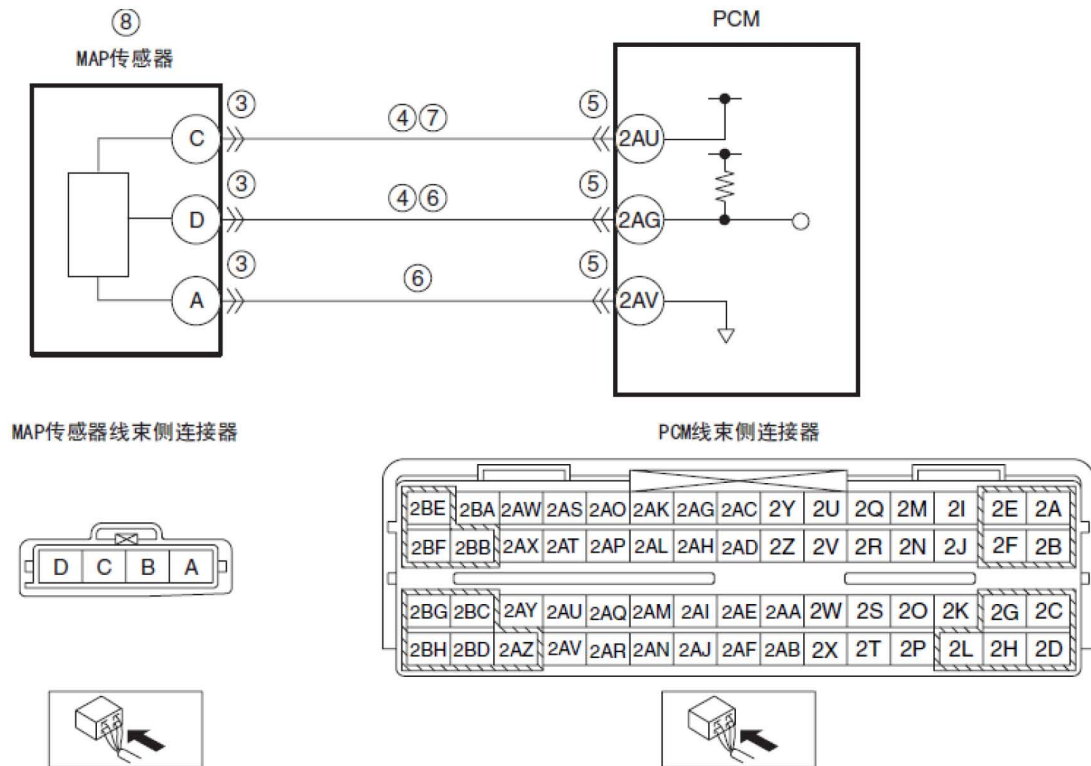 ⑧
MAP传感器
PCM
C ③ ④⑦ ⑤ 2AU
D ③ ④⑥ ⑤ 2AG
A ③ ⑥ ⑤ 2AV
MAP传感器线束侧连接器
PCM线束侧连接器
D C B A
2BE 2BA 2AW 2AS 2AO 2AK 2AG 2AC 2Y 2U 2Q 2M 2I 2E 2A
2BF 2BB 2AX 2AT 2AP 2AL 2AH 2AD 2Z 2V 2R 2N 2J 2F 2B
2BG 2BC 2AY 2AU 2AQ 2AM 2AI 2AE 2AA 2W 2S 2O 2K 2G 2C
2BH 2BD 2AZ 2AV 2AR 2AN 2AJ 2AF 2AB 2X 2T 2P 2L 2H 2D